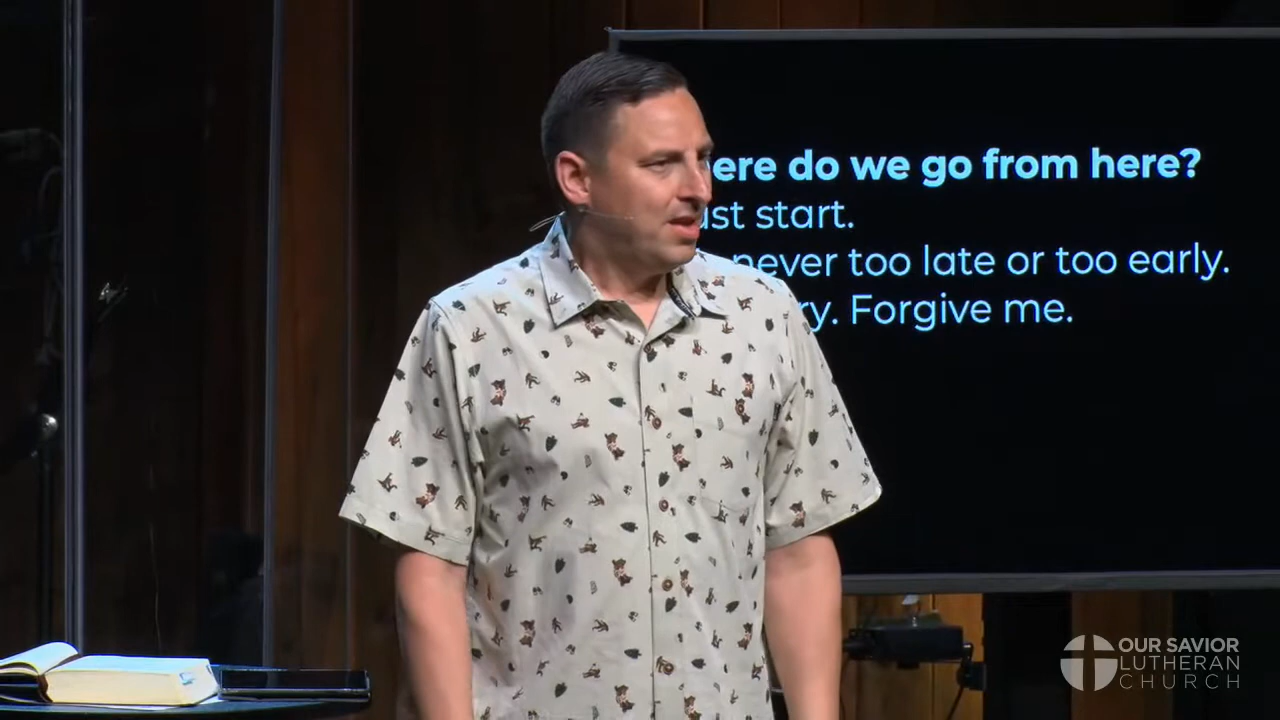 ere do we go from here?
st start.
never too late or too early.
ry. Forgive me.
OUR SAVIOR
LUTHERAN
CHURCH